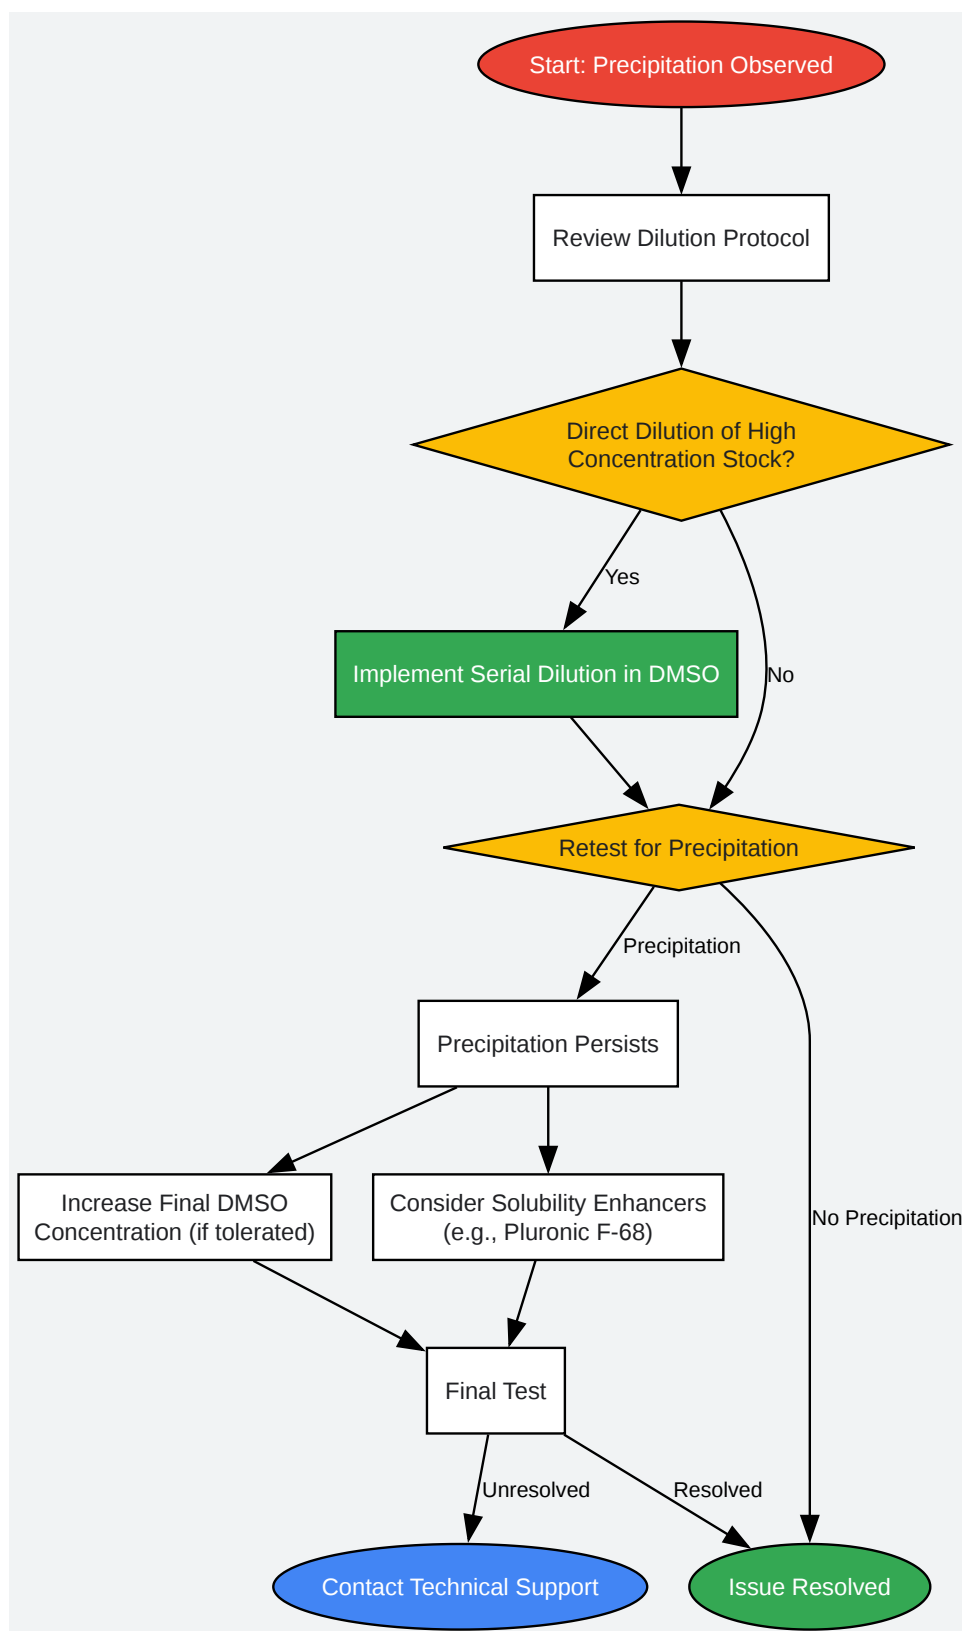 Start: Precipitation Observed
Review Dilution Protocol
Direct Dilution of High
Concentration Stock?
Yes
Implement Serial Dilution in DMSO
No
Retest for Precipitation
Precipitation
Precipitation Persists
Increase Final DMSO
Concentration (if tolerated)
Consider Solubility Enhancers
(e.g., Pluronic F-68)
No Precipitation
Final Test
Unresolved
Resolved
Contact Technical Support
Issue Resolved